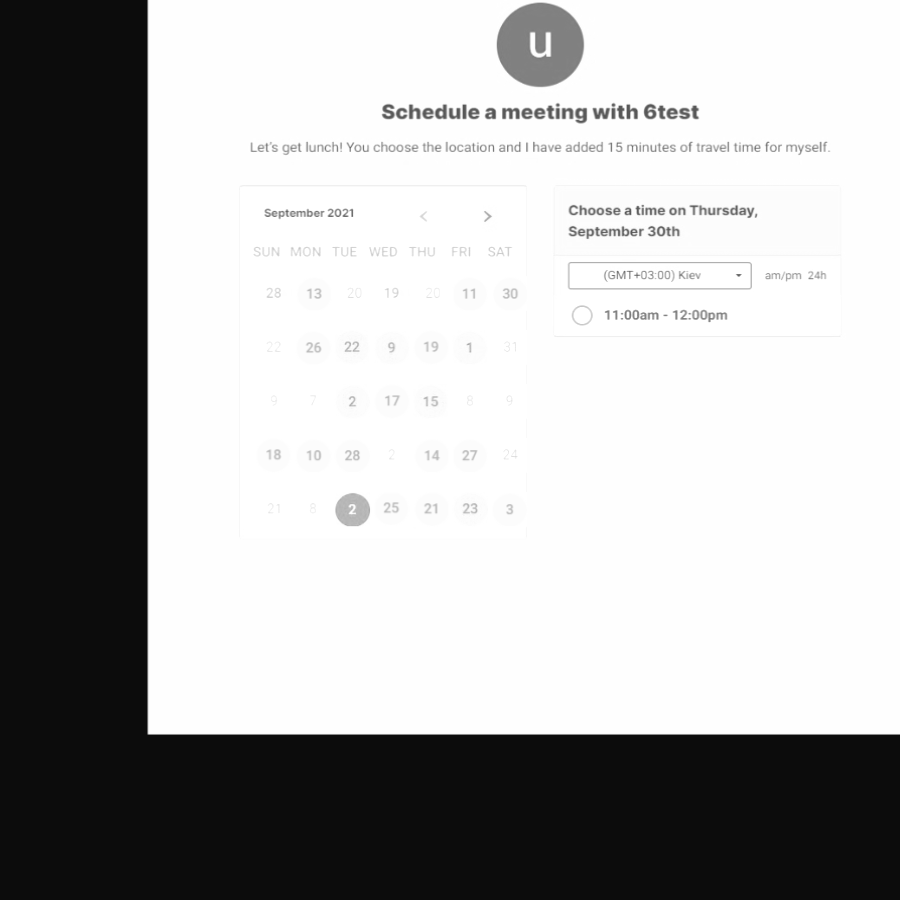 u
Schedule a meeting with 6test
Let's get lunch! You choose the location and I have added 15 minutes of travel time for myself.
September 2021 < >
SUN MON TUE WED THU FRI SAT
28 13 20 19 20 11 30
22 26 22 9 19 1 31
9 7 2 17 15 8 9
18 10 28 2 14 27 24
21 8 2 25 21 23 3
Choose a time on Thursday,
September 30th
(GMT+03:00) Kiev am/pm 24h
11:00am - 12:00pm